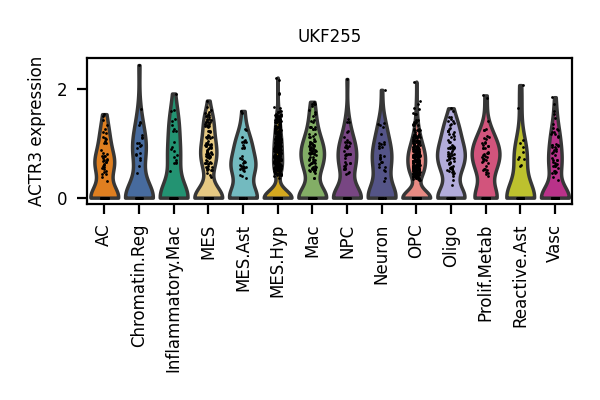 UKF255
ACTR3 expression
2
0
AC
Chromatin.Reg
Inflammatory.Mac
MES
MES.Ast
MES.Hyp
Mac
NPC
Neuron
OPC
Oligo
Prolif.Metab
Reactive.Ast
Vasc